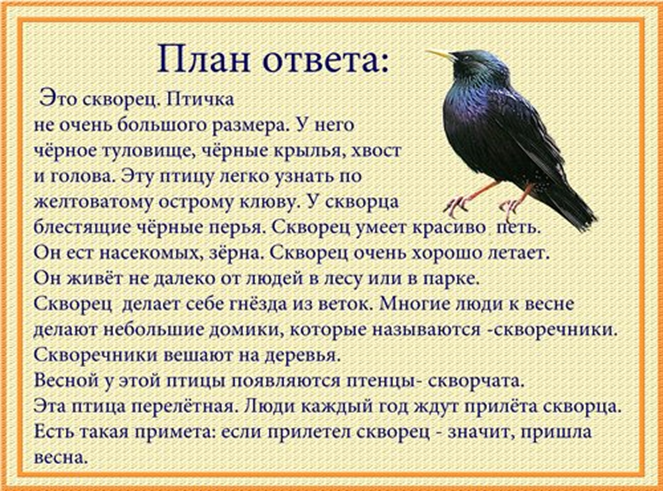 План ответа:
Это скворец. Птичка
не очень большого размера. У него
чёрное туловище, чёрные крылья, хвост
и голова. Эту птицу легко узнать по
желтоватому острому клюву. У скворца
блестящие чёрные перья. Скворец умеет красиво петь.
Он ест насекомых, зёрна. Скворец очень хорошо летает.
Он живёт не далеко от людей в лесу или в парке.
Скворец делает себе гнёзда из веток. Многие люди к весне
делают небольшие домики, которые называются -скворечники.
Скворечники вешают на деревья.
Весной у этой птицы появляются птенцы- скворчата.
Эта птица перелётная. Люди каждый год ждут прилёта скворца.
Есть такая примета: если прилетел скворец - значит, пришла
весна.